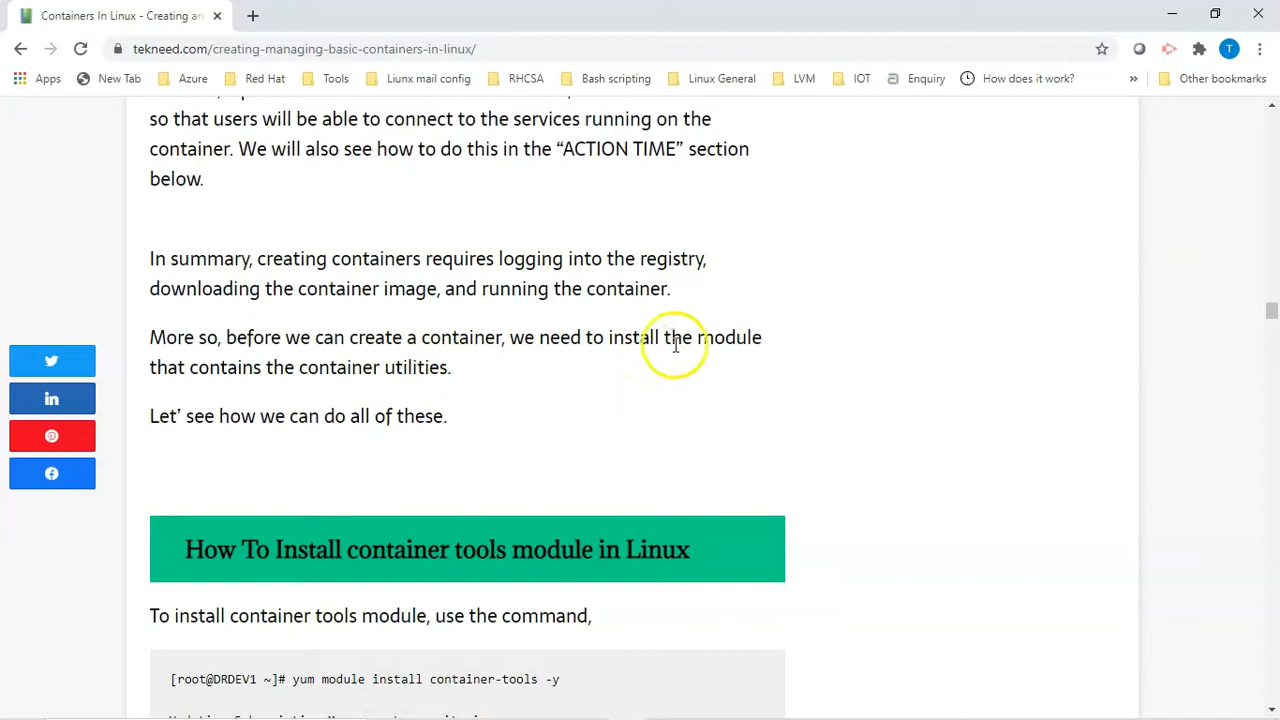 Containers In Linux - Creating an
tekneed.com/creating-managing-basic-containers-in-linux/
T
Apps
New Tab
Azure
Red Hat
Tools
Liunx mail config
RHCSA
Bash scripting
Linux General
LVM
IOT
Enquiry
How does it work?
»
Other bookmarks
so that users will be able to connect to the services running on the
container. We will also see how to do this in the “ACTION TIME” section
below.
In summary, creating containers requires logging into the registry,
downloading the container image, and running the container.
More so, before we can create a container, we need to install the module
that contains the container utilities.
Let’ see how we can do all of these.
How To Install container tools module in Linux
To install container tools module, use the command,
[root@DRDEV1 ~]# yum module install container-tools -y